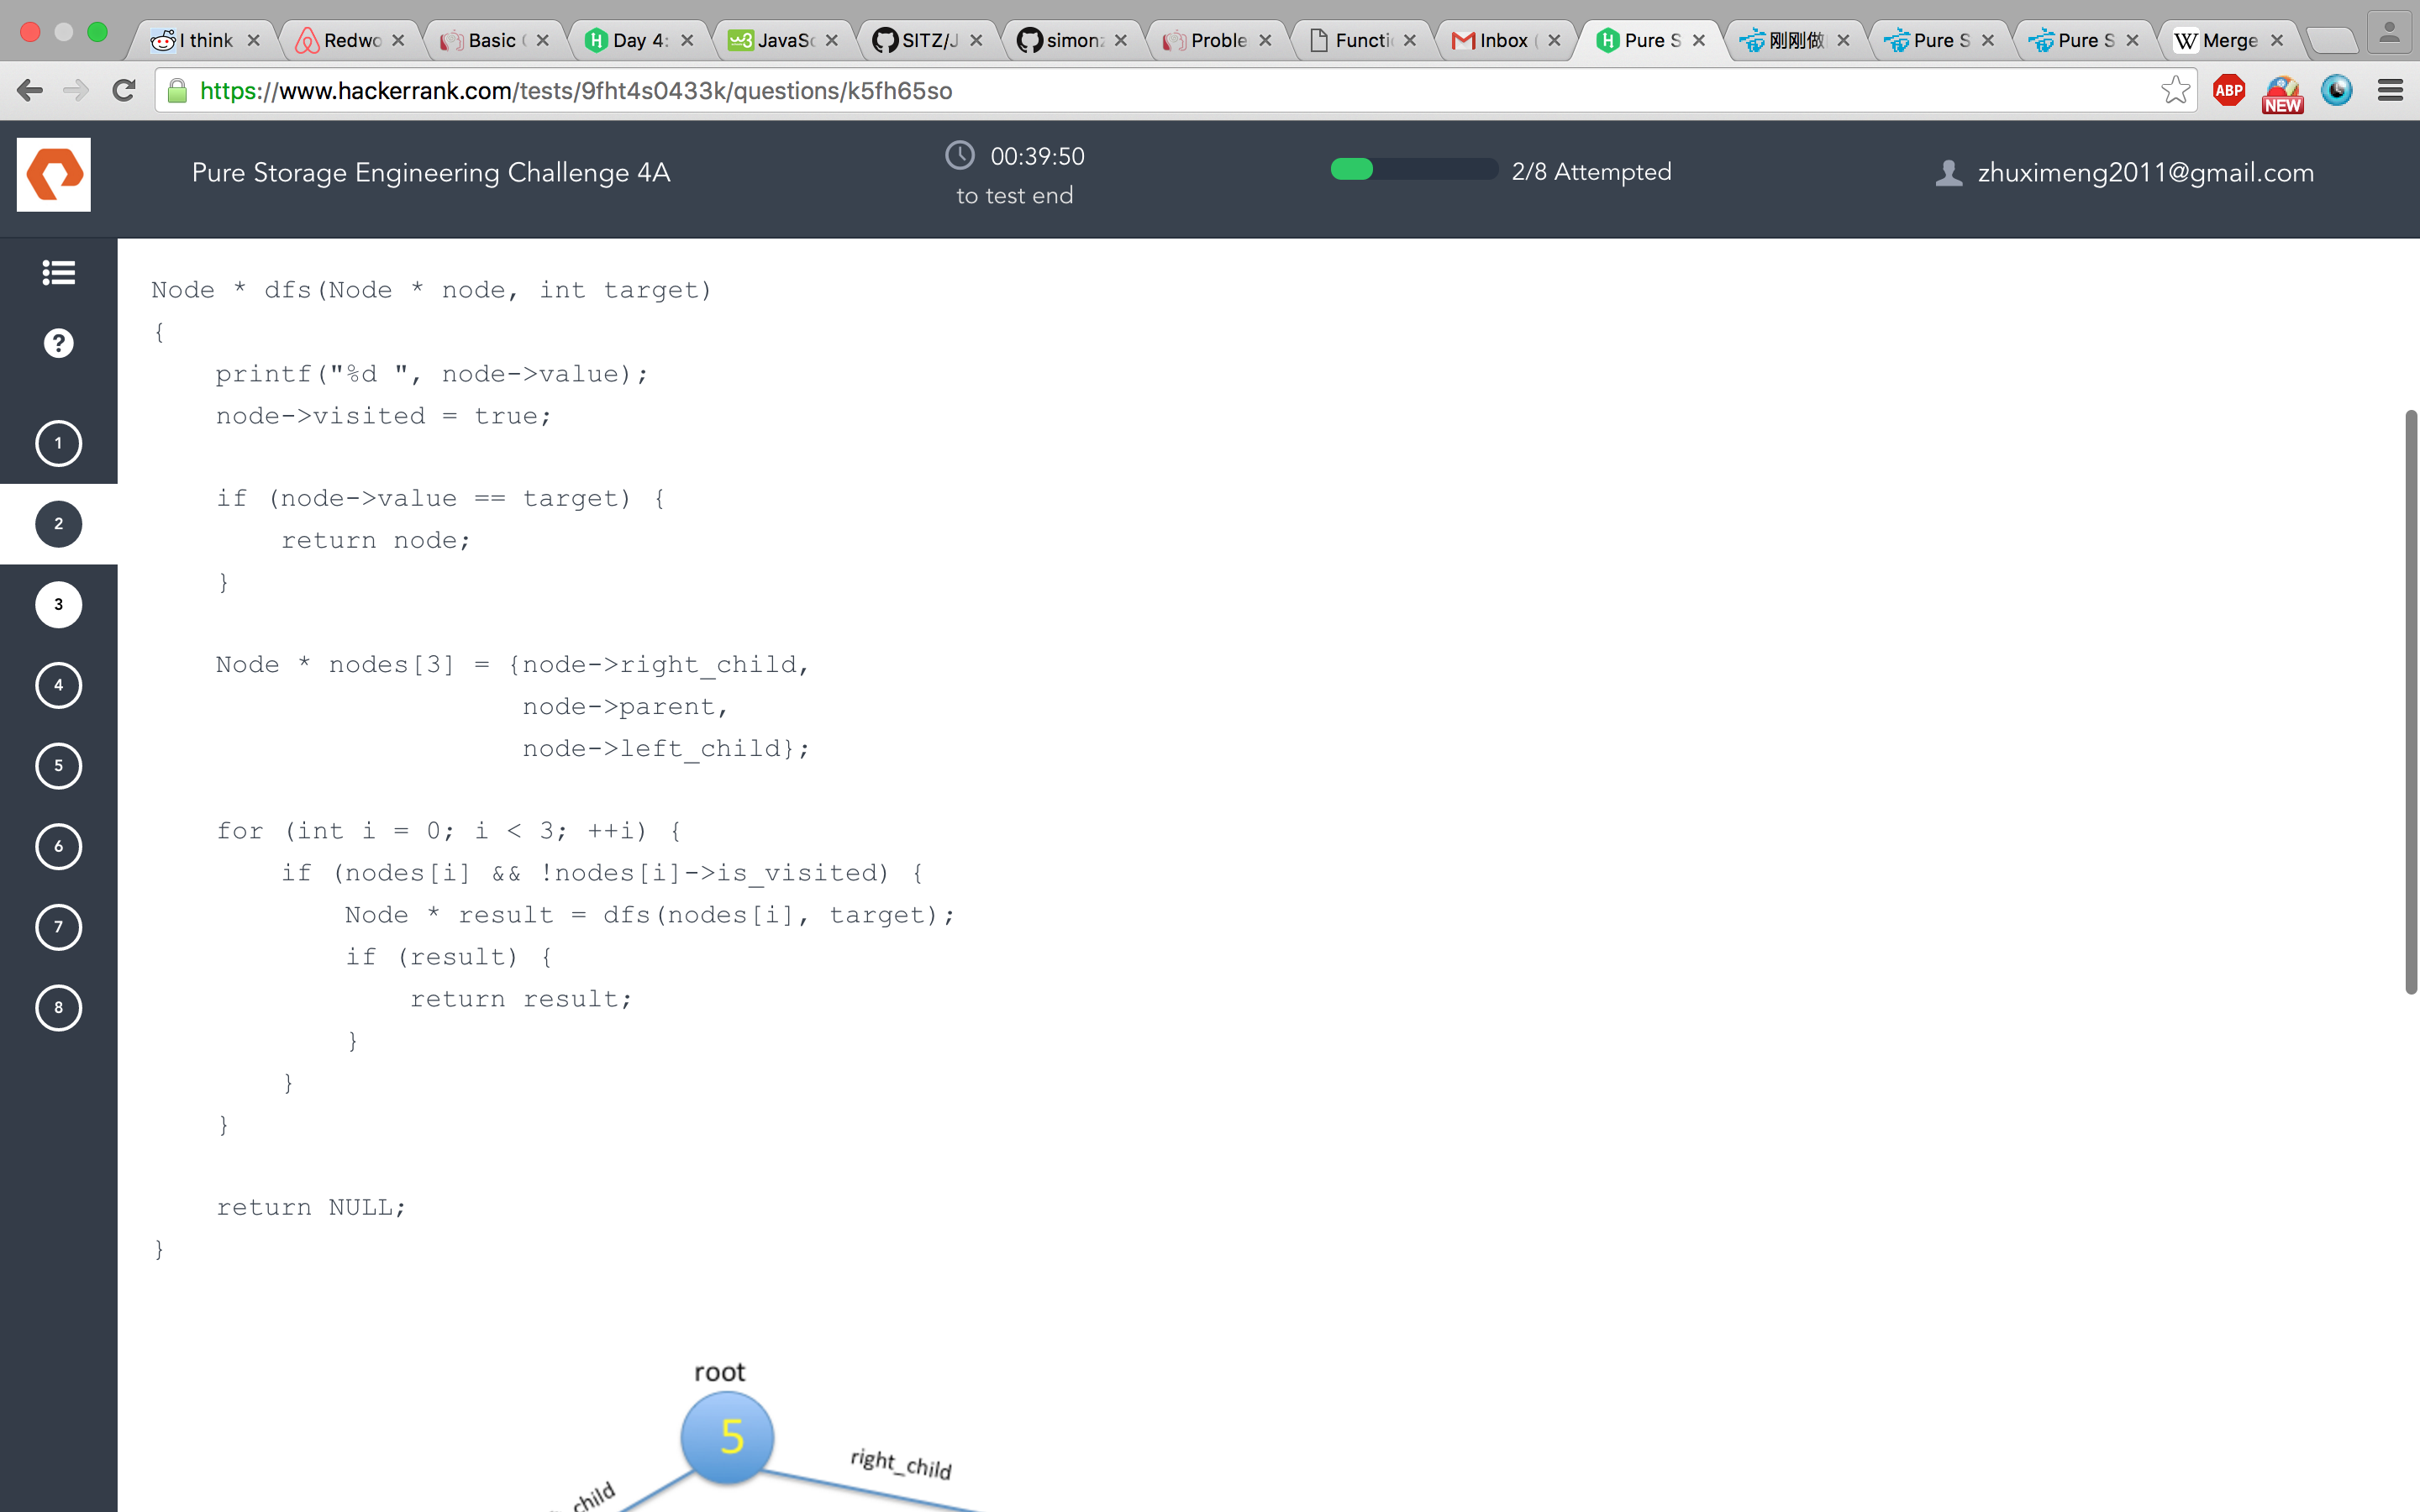 I think
Redwo
Basic (
Day 4:
JavaSc
SITZ/J
simonz
Proble
Functi
Inbox (
Pure S
刚刚做
Pure S
Pure S
Merge
https://www.hackerrank.com/tests/9fht4s0433k/questions/k5fh65so
ABP
NEW
Pure Storage Engineering Challenge 4A
00:39:50
to test end
2/8 Attempted
zhuximeng2011@gmail.com
?
1
2
3
4
5
6
7
8
Node * dfs(Node * node, int target)
{
    printf("%d ", node->value);
    node->visited = true;
    if (node->value == target) {
        return node;
    }
    Node * nodes[3] = {node->right_child,
                       node->parent,
                       node->left_child};
    for (int i = 0; i < 3; ++i) {
        if (nodes[i] && !nodes[i]->is_visited) {
            Node * result = dfs(nodes[i], target);
            if (result) {
                return result;
            }
        }
    }
    return NULL;
}
root
5
right_child
_child